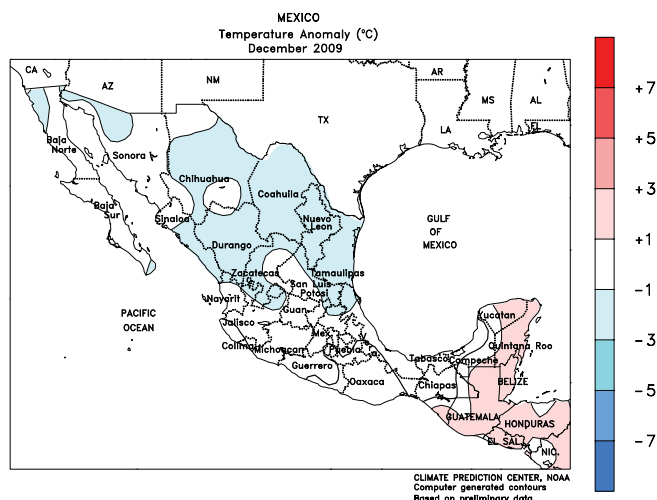 MEXICO
Temperature Anomaly (°C)
December 2009
CA
AZ
NM
TX
AR
MS
AL
LA
FL
Baja
Norte
Sonora
Chihuahua
Coahuila
Baja
Sur
Sinaloa
Nuevo
Leon
Durango
Zacatecas
Tamaulipas
San Luis
Potosi
Nayarit
Guan
Jalisco
Mex
Colima
Michoacan
Puebla
Guerrero
Oaxaca
Tabasco
Chiapas
Campeche
Yucatan
Quintana Roo
GULF
OF
MEXICO
PACIFIC
OCEAN
BELIZE
GUATEMALA
HONDURAS
EL SAL
NIC.
+7
+5
+3
+1
-1
-3
-5
-7
CLIMATE PREDICTION CENTER, NOAA
Computer generated contours
Based on preliminary data